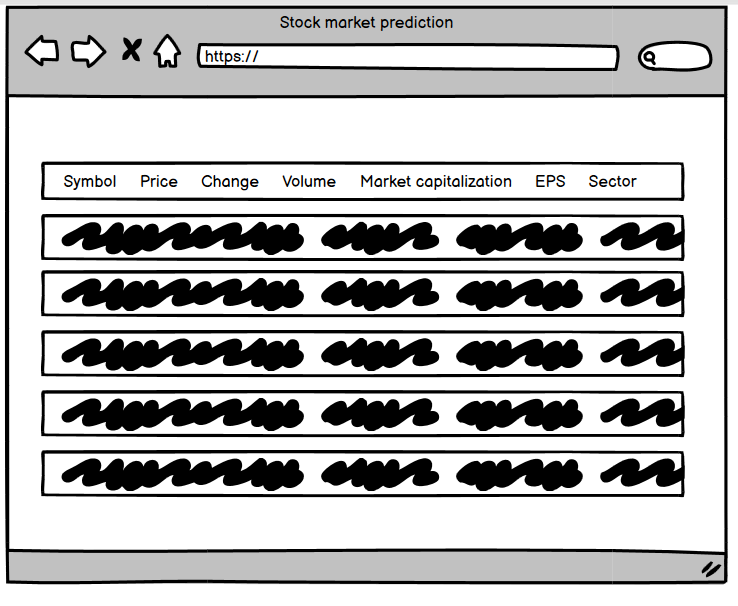 Stock market prediction
https://
Symbol Price Change Volume Market capitalization EPS Sector